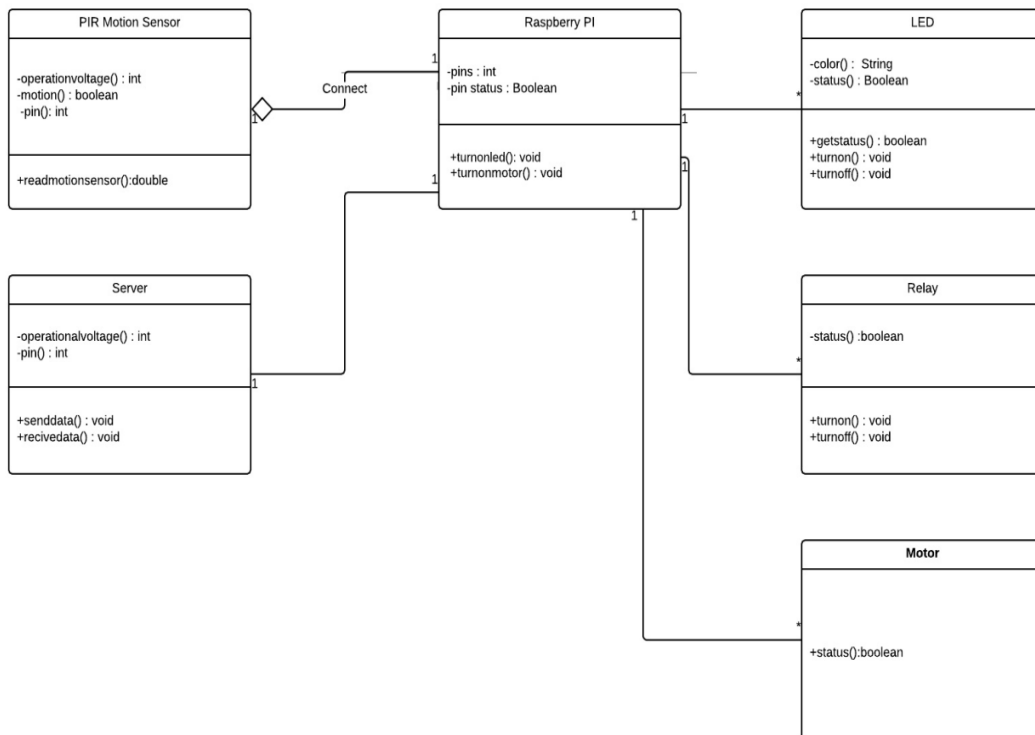 PIR Motion Sensor
-operationvoltage() : int
-motion() : boolean
-pin(): int
+readmotionsensor():double
1
Connect
1
Raspberry PI
-pins : int
-pin status : Boolean
+turnonled(): void
+turnonmotor() : void
1
1
1
1
LED
-color() : String
-status() : Boolean
*
+getstatus() : boolean
+turnon() : void
+turnoff() : void
Server
-operationalvoltage() : int
-pin() : int
1
+senddata() : void
+recivedata() : void
Relay
-status() :boolean
*
+turnon() : void
+turnoff() : void
Motor
*
+status():boolean